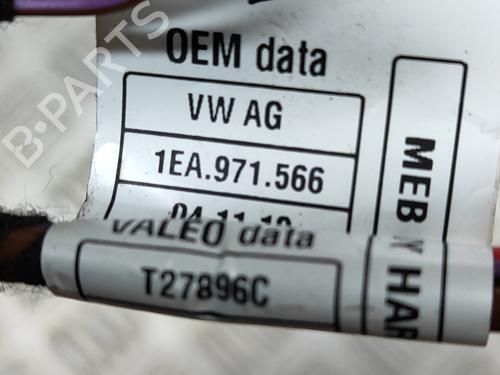 OEM data
VW AG
1EA.971.566
VALEO data
T27896C
MEB
HAR
B-PARTS